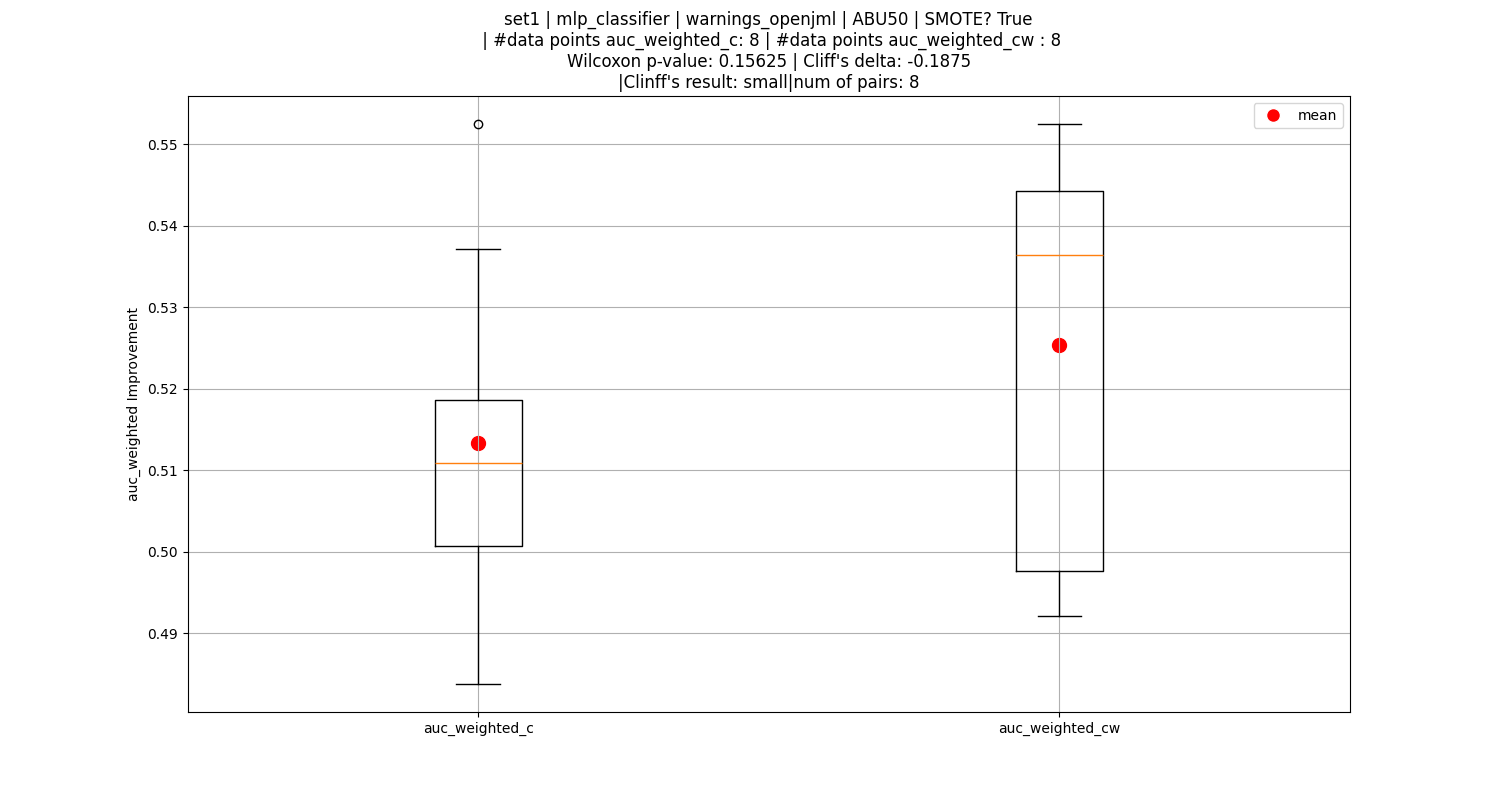 set1 | mlp_classifier | warnings_openjml | ABU50 | SMOTE? True
| #data points auc_weighted_c: 8 | #data points auc_weighted_cw : 8
Wilcoxon p-value: 0.15625 | Cliff's delta: -0.1875
|Clinff's result: small|num of pairs: 8
mean
auc_weighted Improvement
0.55
0.54
0.53
0.52
0.51
0.50
0.49
auc_weighted_c
auc_weighted_cw